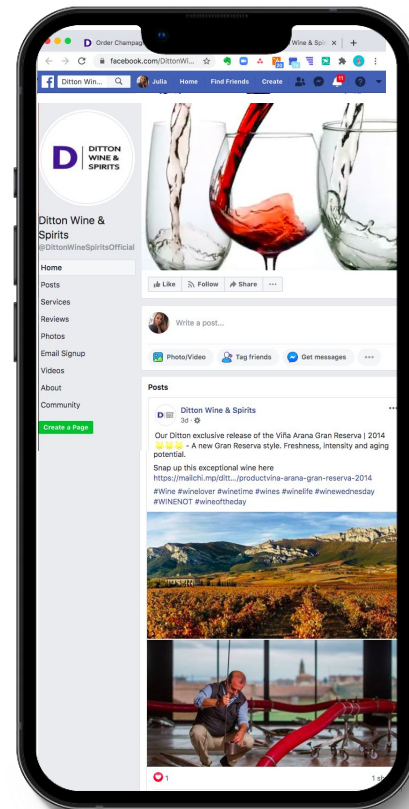 Order Champag
Wine & Spir
facebook.com/DittonWi...
Ditton Win...
Julia Home Find Friends Create
11
D DITTON
WINE &
SPIRITS
Ditton Wine &
Spirits
@DittonWineSpiritsOfficial
Home
Posts
Services
Reviews
Photos
Email Signup
Videos
About
Community
Create a Page
Like Follow Share ...
Write a post...
Photo/Video Tag friends Get messages ...
Posts
Ditton Wine & Spirits
3d ·
Our Ditton exclusive release of the Viña Arana Gran Reserva | 2014
- A new Gran Reserva style. Freshness, intensity and aging
potential.
Snap up this exceptional wine here
https://mailchi.mp/ditt.../productvina-arana-gran-reserva-2014
#Wine #winelover #winetime #wines #winelife #winewednesday
#WINENOT #wineoftheday
1